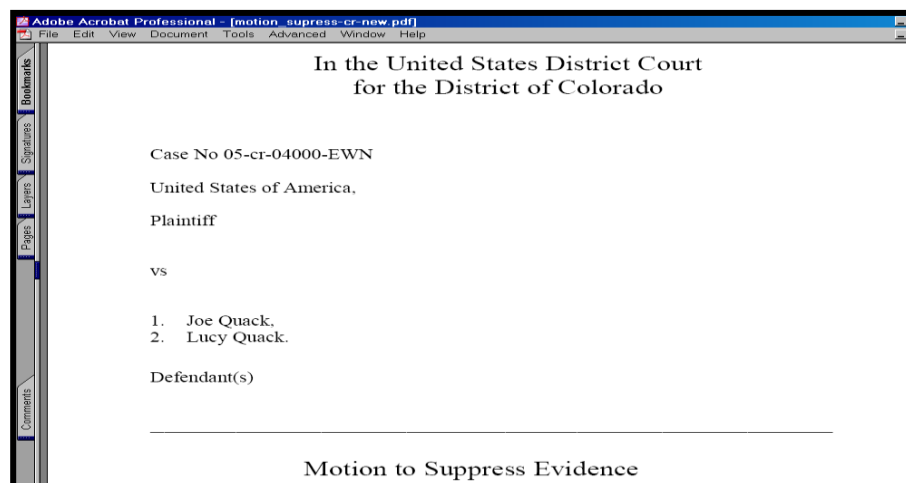 Adobe Acrobat Professional - [motion_supress-cr-new.pdf]
File Edit View Document Tools Advanced Window Help
Bookmarks
Signatures
Layers
Pages
Comments
In the United States District Court
for the District of Colorado
Case No 05-cr-04000-EWN
United States of America,
Plaintiff
vs
1. Joe Quack,
2. Lucy Quack.
Defendant(s)
Motion to Suppress Evidence